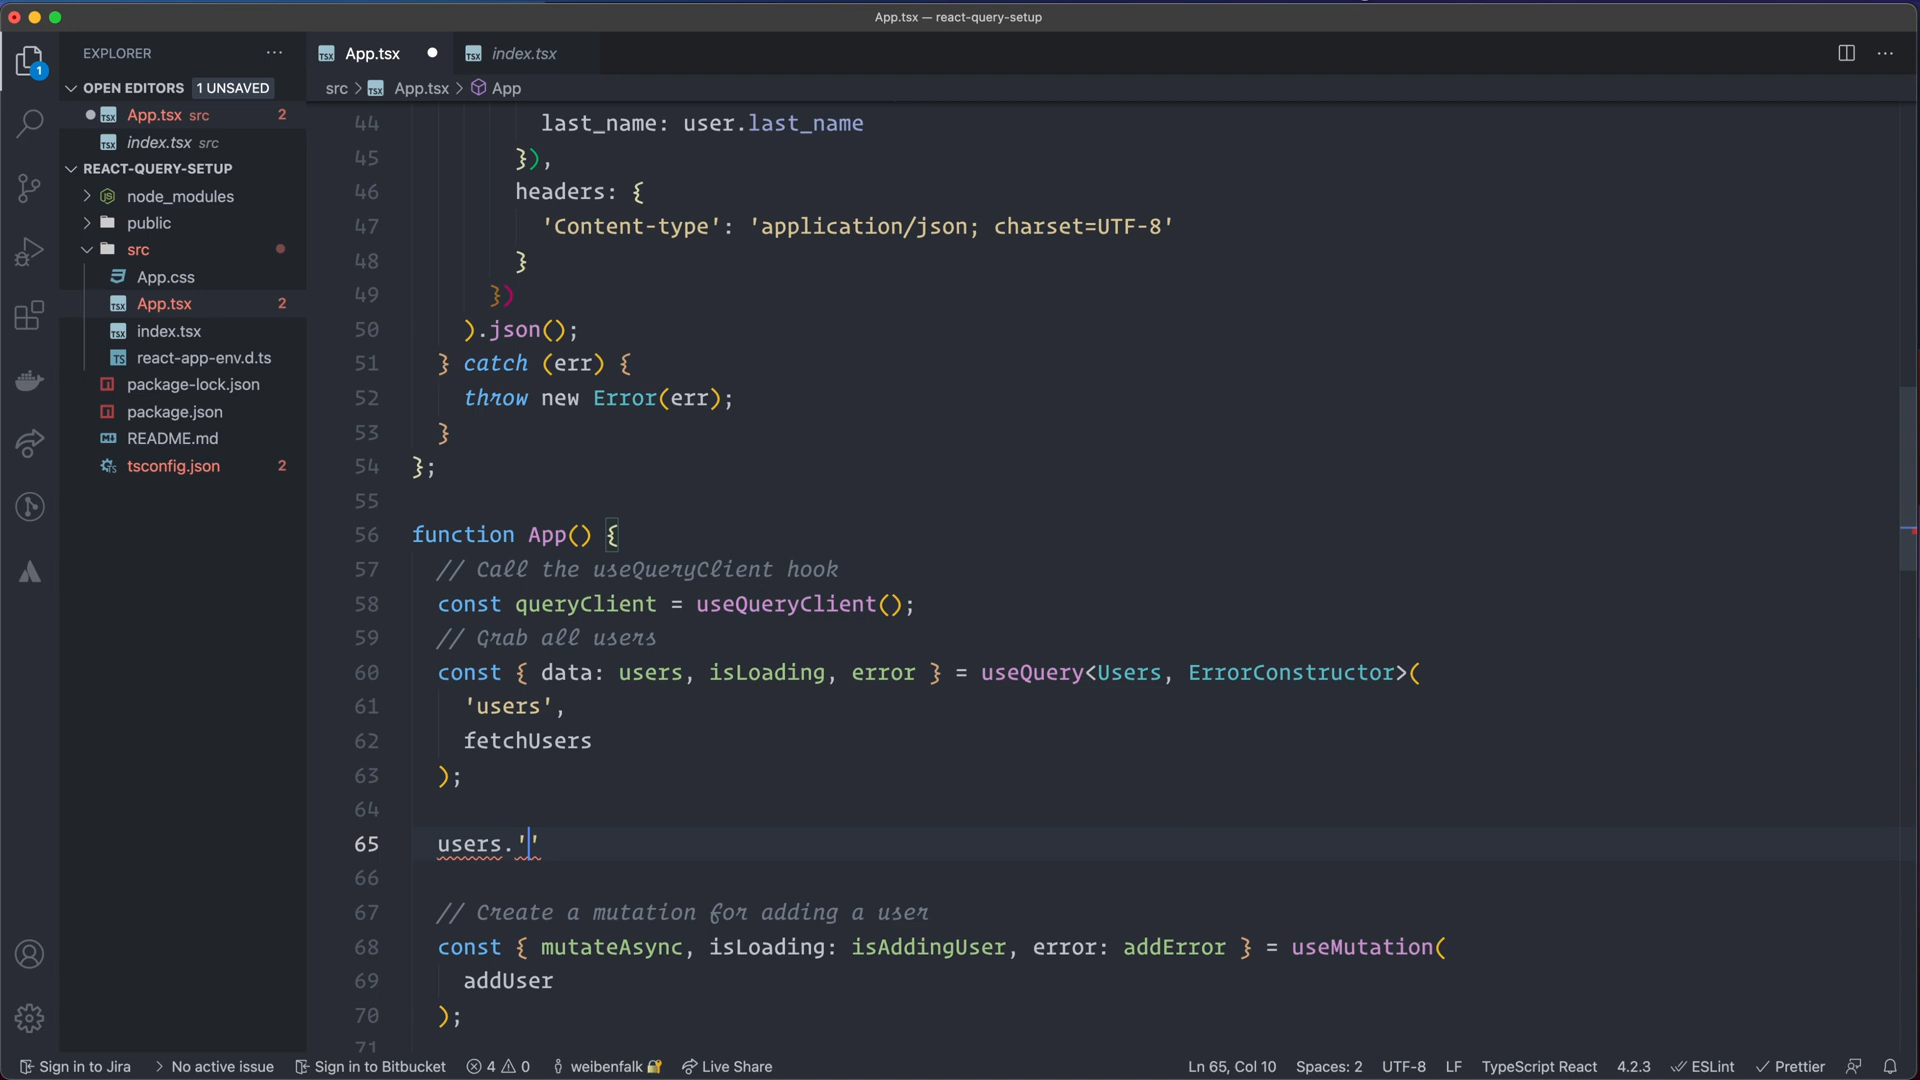 App.tsx — react-query-setup
EXPLORER
OPEN EDITORS 1 UNSAVED
App.tsx src 2
index.tsx src
REACT-QUERY-SETUP
node_modules
public
src
App.css
App.tsx 2
index.tsx
TS react-app-env.d.ts
package-lock.json
package.json
README.md
tsconfig.json 2
1
TSX App.tsx
TSX index.tsx
src > TSX App.tsx > App
44 last_name: user.last_name
45 }),
46 headers: {
47 'Content-type': 'application/json; charset=UTF-8'
48 }
49 })
50 ).json();
51 } catch (err) {
52 throw new Error(err);
53 }
54 };
55
56 function App() {
57 // Call the useQueryClient hook
58 const queryClient = useQueryClient();
59 // Grab all users
60 const { data: users, isLoading, error } = useQuery<Users, ErrorConstructor>(
61 'users',
62 fetchUsers
63 );
64
65 users.''
66
67 // Create a mutation for adding a user
68 const { mutateAsync, isLoading: isAddingUser, error: addError } = useMutation(
69 addUser
70 );
71
Sign in to Jira > No active issue Sign in to Bitbucket 4 0 weibenfalk Live Share Ln 65, Col 10 Spaces: 2 UTF-8 LF TypeScript React 4.2.3 ESLint Prettier